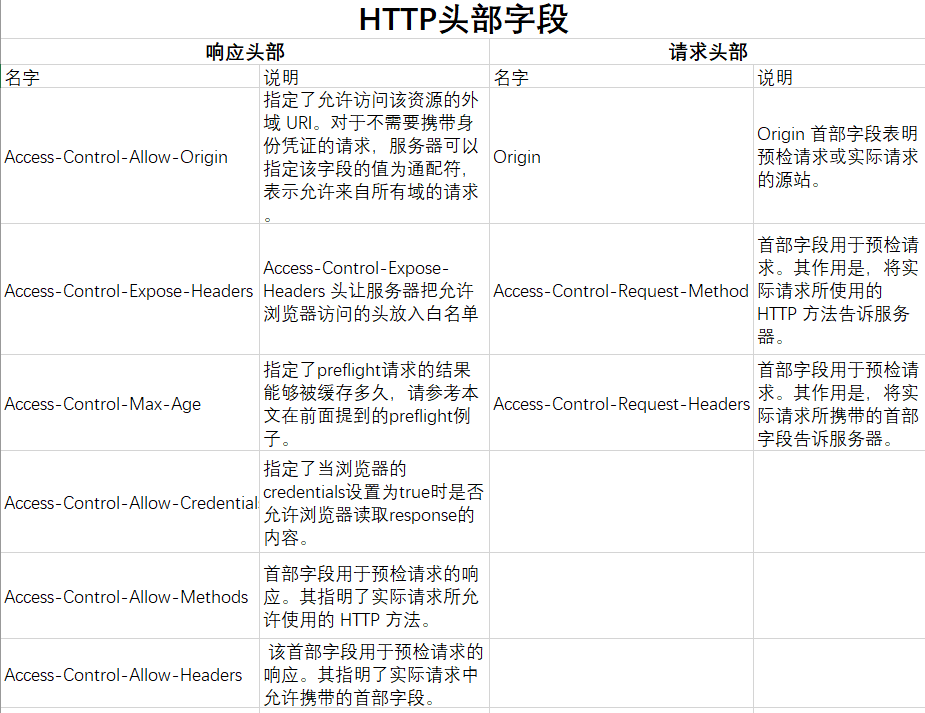 HTTP头部字段
响应头部
请求头部
名字
说明
名字
说明
Access-Control-Allow-Origin
指定了允许访问该资源的外
域 URI。对于不需要携带身
份凭证的请求，服务器可以
指定该字段的值为通配符，
表示允许来自所有域的请求
。
Origin
Origin 首部字段表明
预检请求或实际请求
的源站。
Access-Control-Expose-Headers
Access-Control-Expose-
Headers 头让服务器把允许
浏览器访问的头放入白名单
Access-Control-Request-Method
首部字段用于预检请
求。其作用是，将实
际请求所使用的
HTTP 方法告诉服务
器。
Access-Control-Max-Age
指定了preflight请求的结果
能够被缓存多久，请参考本
文在前面提到的preflight例
子。
Access-Control-Request-Headers
首部字段用于预检请
求。其作用是，将实
际请求所携带的首部
字段告诉服务器。
Access-Control-Allow-Credentials
指定了当浏览器的
credentials设置为true时是否
允许浏览器读取response的
内容。
Access-Control-Allow-Methods
首部字段用于预检请求的响
应。其指明了实际请求所允
许使用的 HTTP 方法。
Access-Control-Allow-Headers
该首部字段用于预检请求的
响应。其指明了实际请求中
允许携带的首部字段。